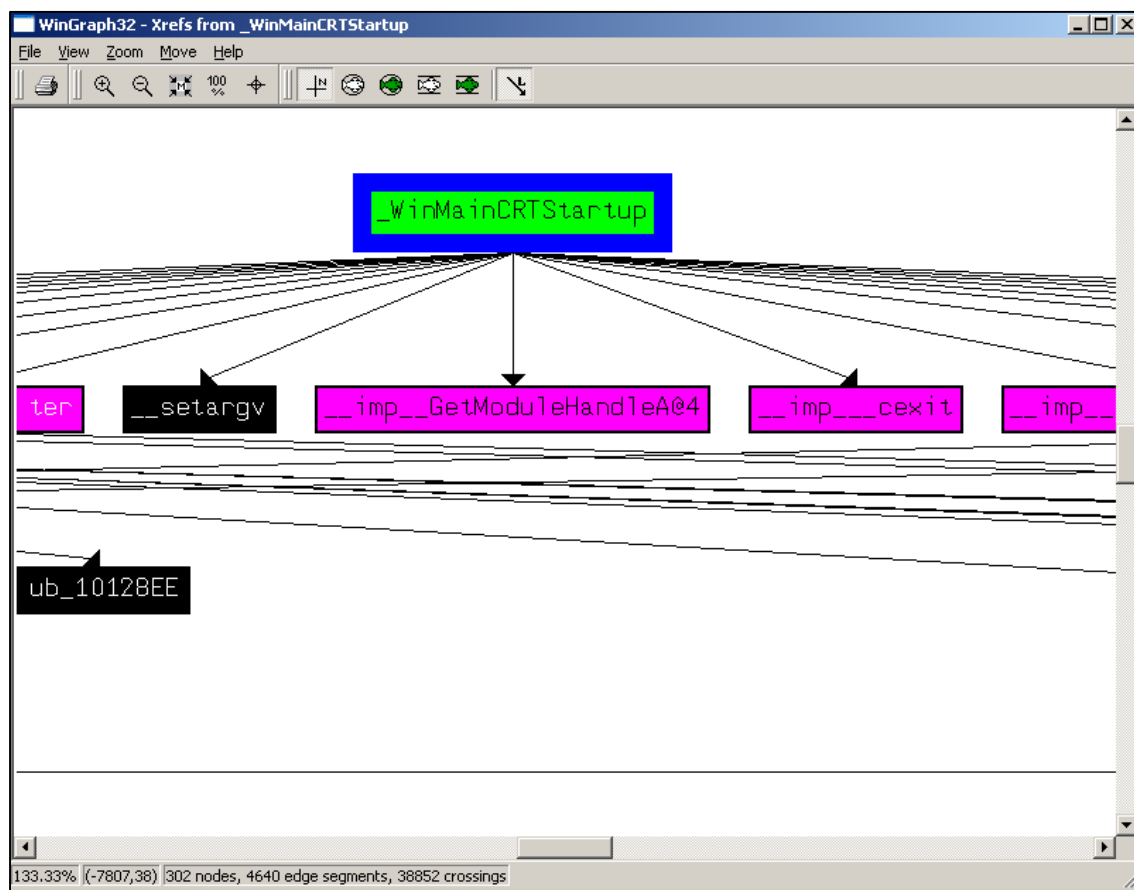 WinGraph32 - Xrefs from _WinMainCRTStartup
File View Zoom Move Help
N M 100 %
_WinMainCRTStartup
ter __setargv __imp__GetModuleHandleA@4 __imp___cexit __imp__
ub_10128EE
133.33% (-7807,38) 302 nodes, 4640 edge segments, 38852 crossings